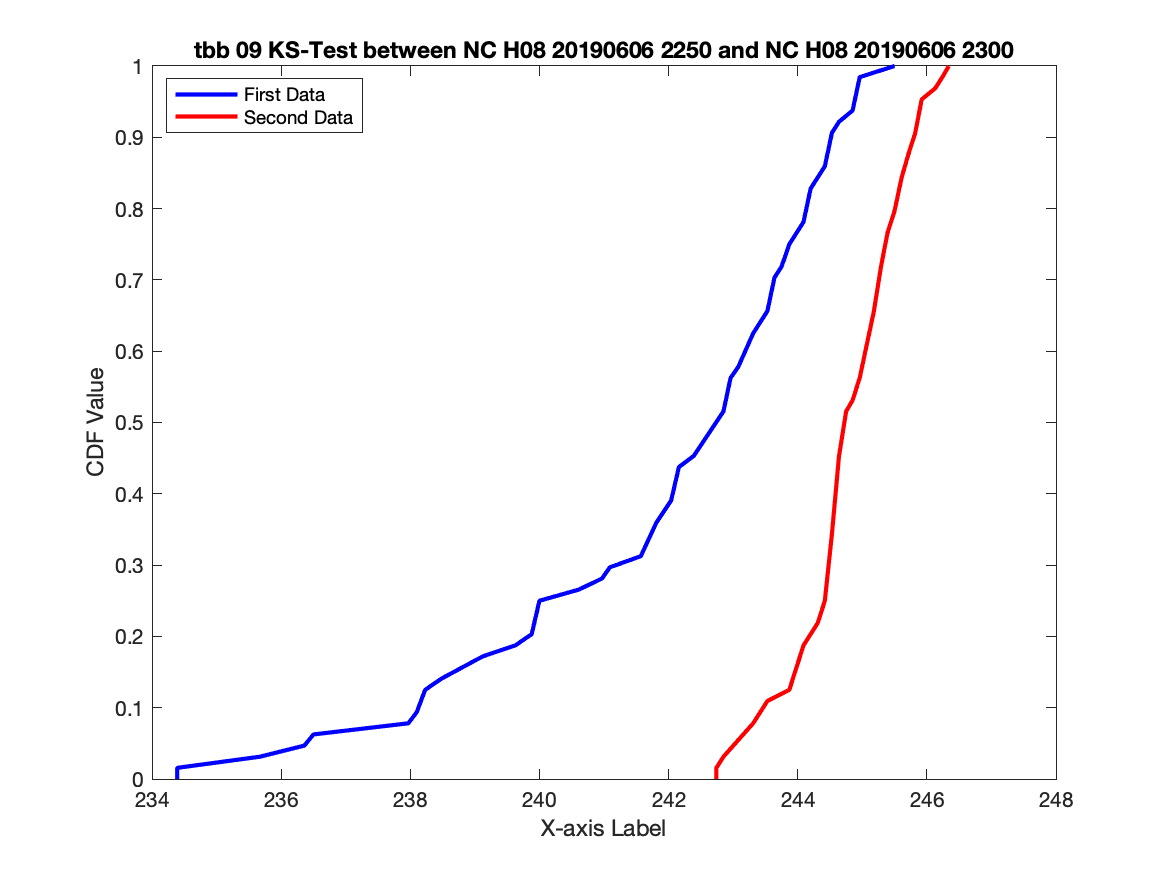 tbb 09 KS-Test between NC H08 20190606 2250 and NC H08 20190606 2300
First Data
Second Data
CDF Value
1
0.9
0.8
0.7
0.6
0.5
0.4
0.3
0.2
0.1
0
234 236 238 240 242 244 246 248
X-axis Label